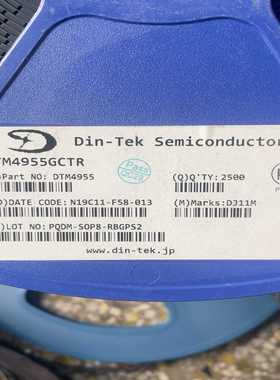 Din-Tek Semiconductor
TM4955GCTR
Part NO: DTM4955
Pass
(Q)Q'TY: 2500
)DATE CODE: N19C11-F58-013
(M)Marks: DJ11M
)LOT NO: PQDM-SOP8-RBGPS2
www.din-tek.jp